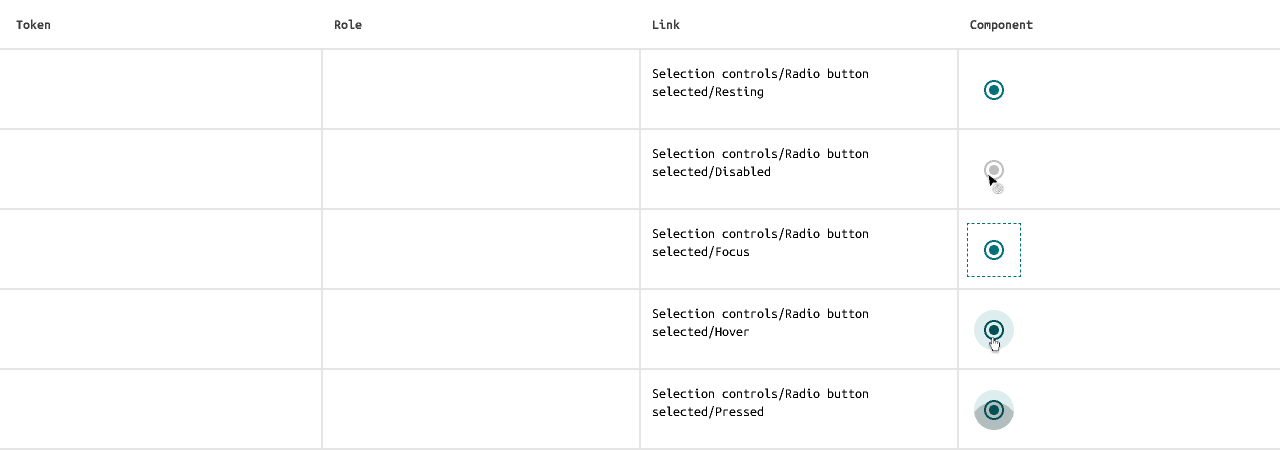 Token
Role
Link
Component
Selection controls/Radio button
selected/Resting
Selection controls/Radio button
selected/Disabled
Selection controls/Radio button
selected/Focus
Selection controls/Radio button
selected/Hover
Selection controls/Radio button
selected/Pressed